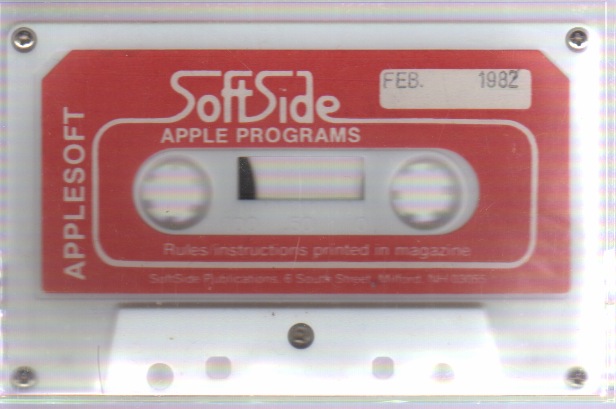 SoftSide
FEB. 1982
APPLE PROGRAMS
APPLESOFT
Rules/instructions printed in magazine
SoftSide Publications, 6 South Street, Milford, NH 03055